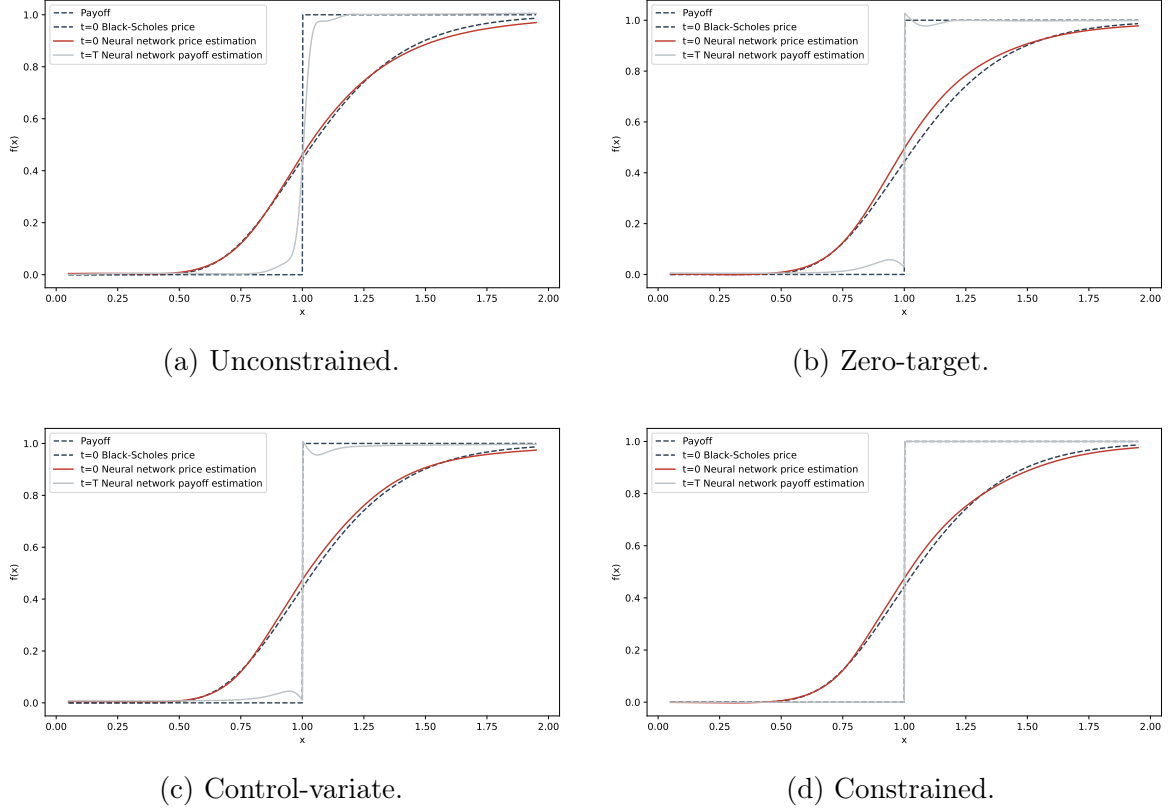 Payoff
t=0 Black-Scholes price
t=0 Neural network price estimation
t=T Neural network payoff estimation
1.0
0.8
0.6
0.4
0.2
0.0
f(x)
0.00 0.25 0.50 0.75 1.00 1.25 1.50 1.75 2.00
x
(a) Unconstrained.
Payoff
t=0 Black-Scholes price
t=0 Neural network price estimation
t=T Neural network payoff estimation
1.0
0.8
0.6
0.4
0.2
0.0
f(x)
0.00 0.25 0.50 0.75 1.00 1.25 1.50 1.75 2.00
x
(b) Zero-target.
Payoff
t=0 Black-Scholes price
t=0 Neural network price estimation
t=T Neural network payoff estimation
1.0
0.8
0.6
0.4
0.2
0.0
f(x)
0.00 0.25 0.50 0.75 1.00 1.25 1.50 1.75 2.00
x
(c) Control-variate.
Payoff
t=0 Black-Scholes price
t=0 Neural network price estimation
t=T Neural network payoff estimation
1.0
0.8
0.6
0.4
0.2
0.0
f(x)
0.00 0.25 0.50 0.75 1.00 1.25 1.50 1.75 2.00
x
(d) Constrained.